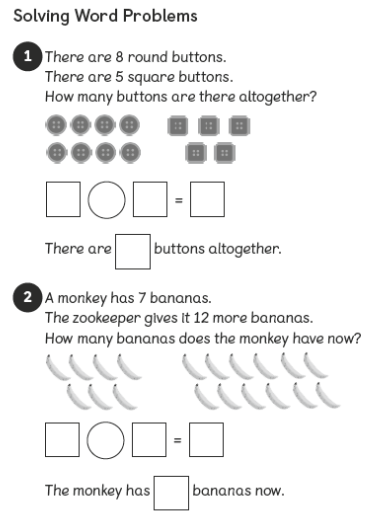 Solving Word Problems
1 There are 8 round buttons.
There are 5 square buttons.
How many buttons are there altogether?
=
There are buttons altogether.
2 A monkey has 7 bananas.
The zookeeper gives it 12 more bananas.
How many bananas does the monkey have now?
=
The monkey has bananas now.